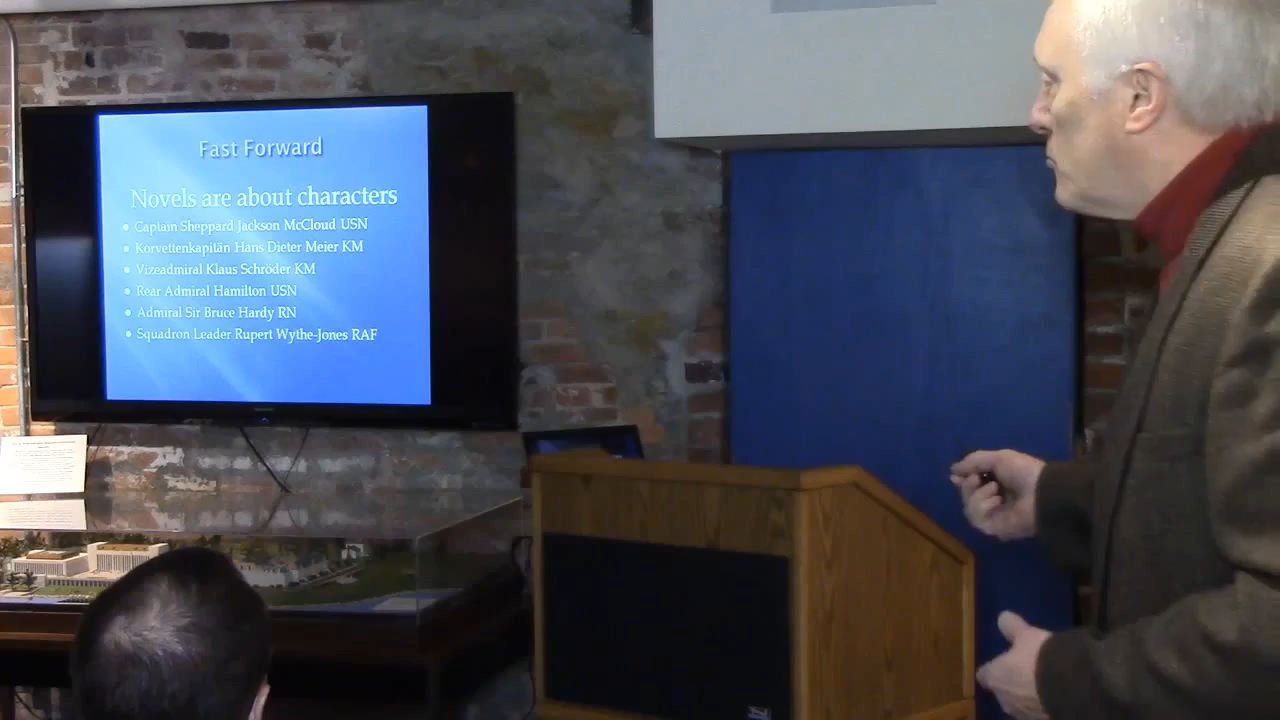 Fast Forward
Novels are about characters
• Captain Sheppard Jackson McCloud USN
• Korvettenkapitän Hans Dieter Meier KM
• Vizeadmiral Klaus Schröder KM
• Rear Admiral Hamilton USN
• Admiral Sir Bruce Hardy RN
• Squadron Leader Rupert Wythe-Jones RAF